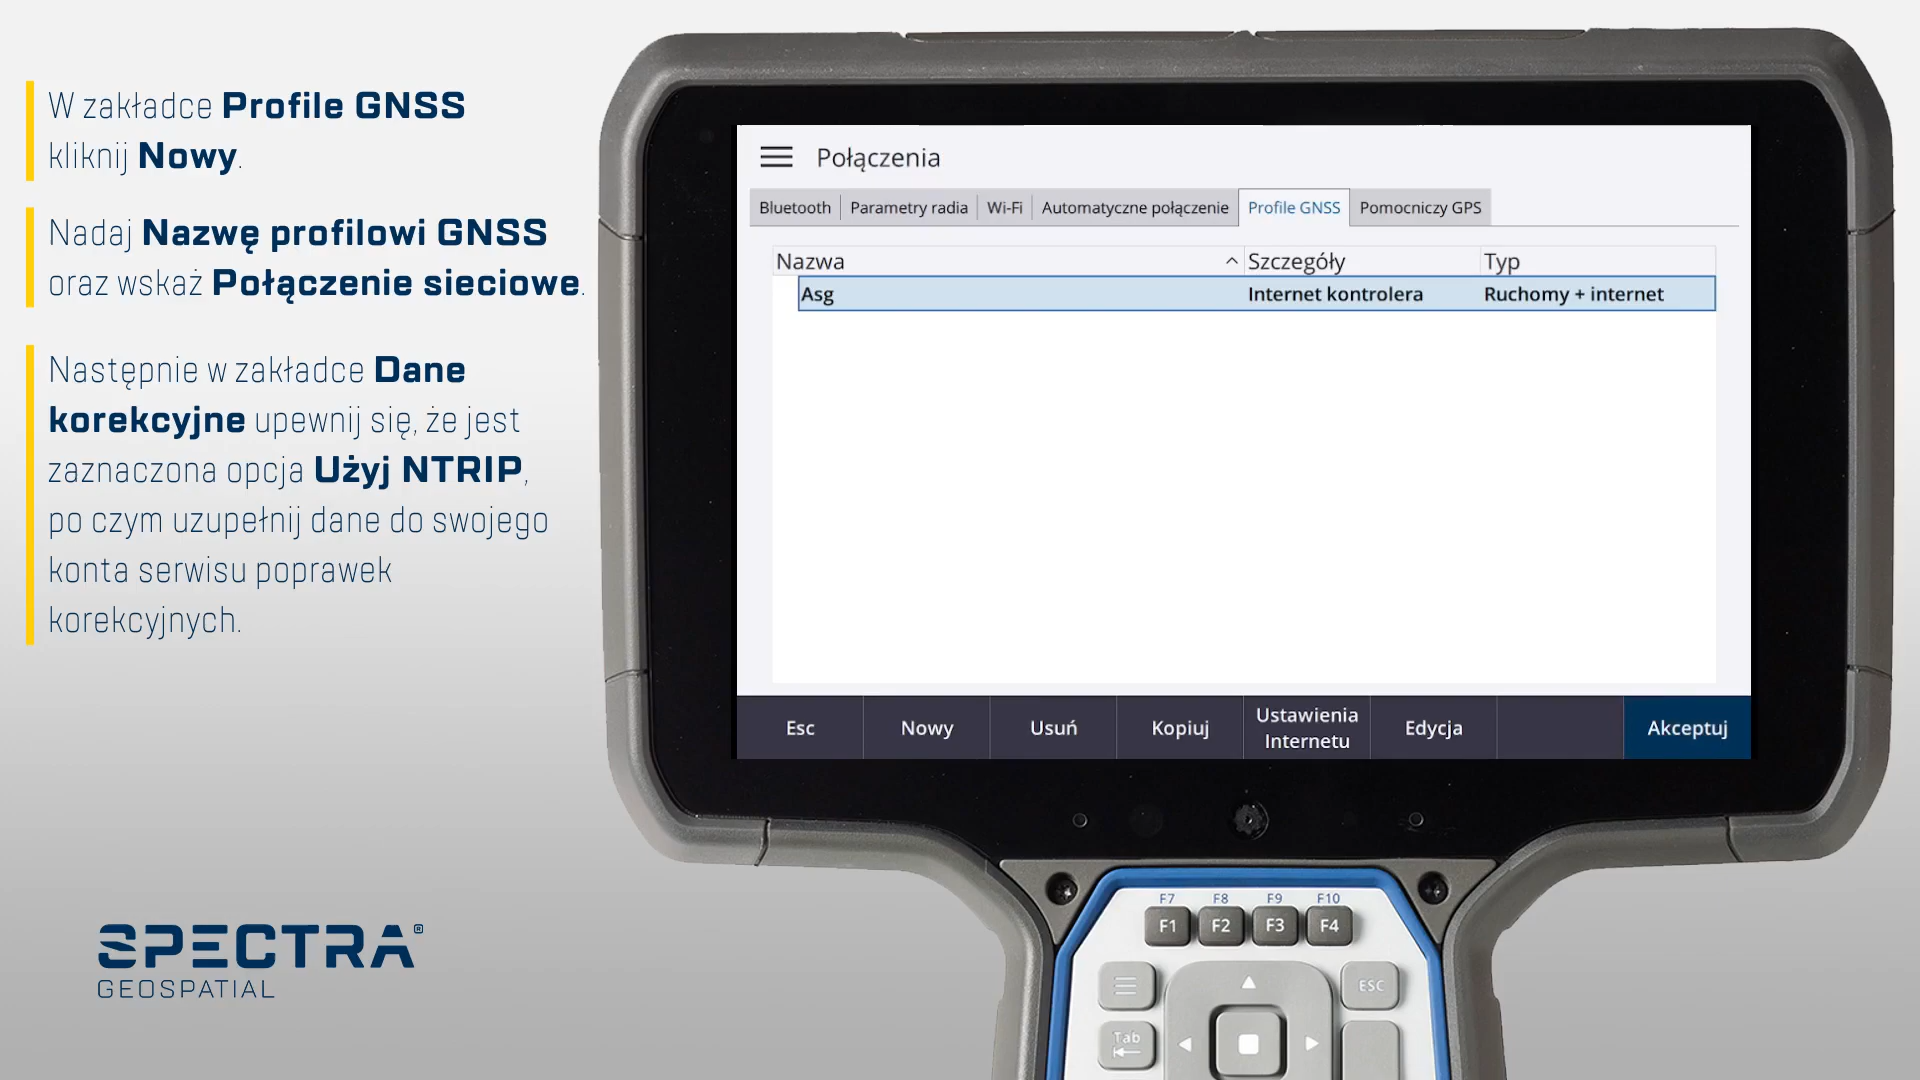 W zakładce Profile GNSS
kliknij Nowy.
Nadaj Nazwę profilowi GNSS
oraz wskaż Połączenie sieciowe.
Następnie w zakładce Dane
korekcyjne upewnij się, że jest
zaznaczona opcja Użyj NTRIP,
po czym uzupełnij dane do swojego
konta serwisu poprawek
korekcyjnych.
SPECTRA®
GEOSPATIAL
Połączenia
Bluetooth Parametry radia Wi-Fi Automatyczne połączenie Profile GNSS Pomocniczy GPS
Nazwa Szczegóły Typ
Asg Internet kontrolera Ruchomy + internet
Esc Nowy Usuń Kopiuj Ustawienia Internetu Edycja Akceptuj
F7 F8 F9 F10
F1 F2 F3 F4
ESC
Tab